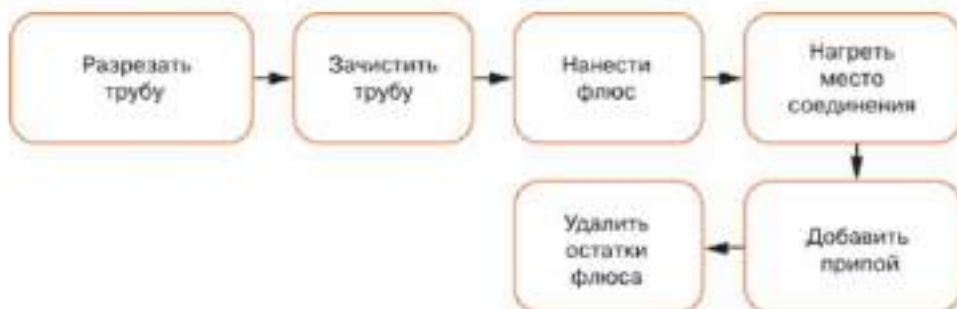 Разрезать
трубу
Зачистить
трубу
Нанести
флюс
Нагреть
место
соединения
Добавить
припой
Удалить
остатки
флюса